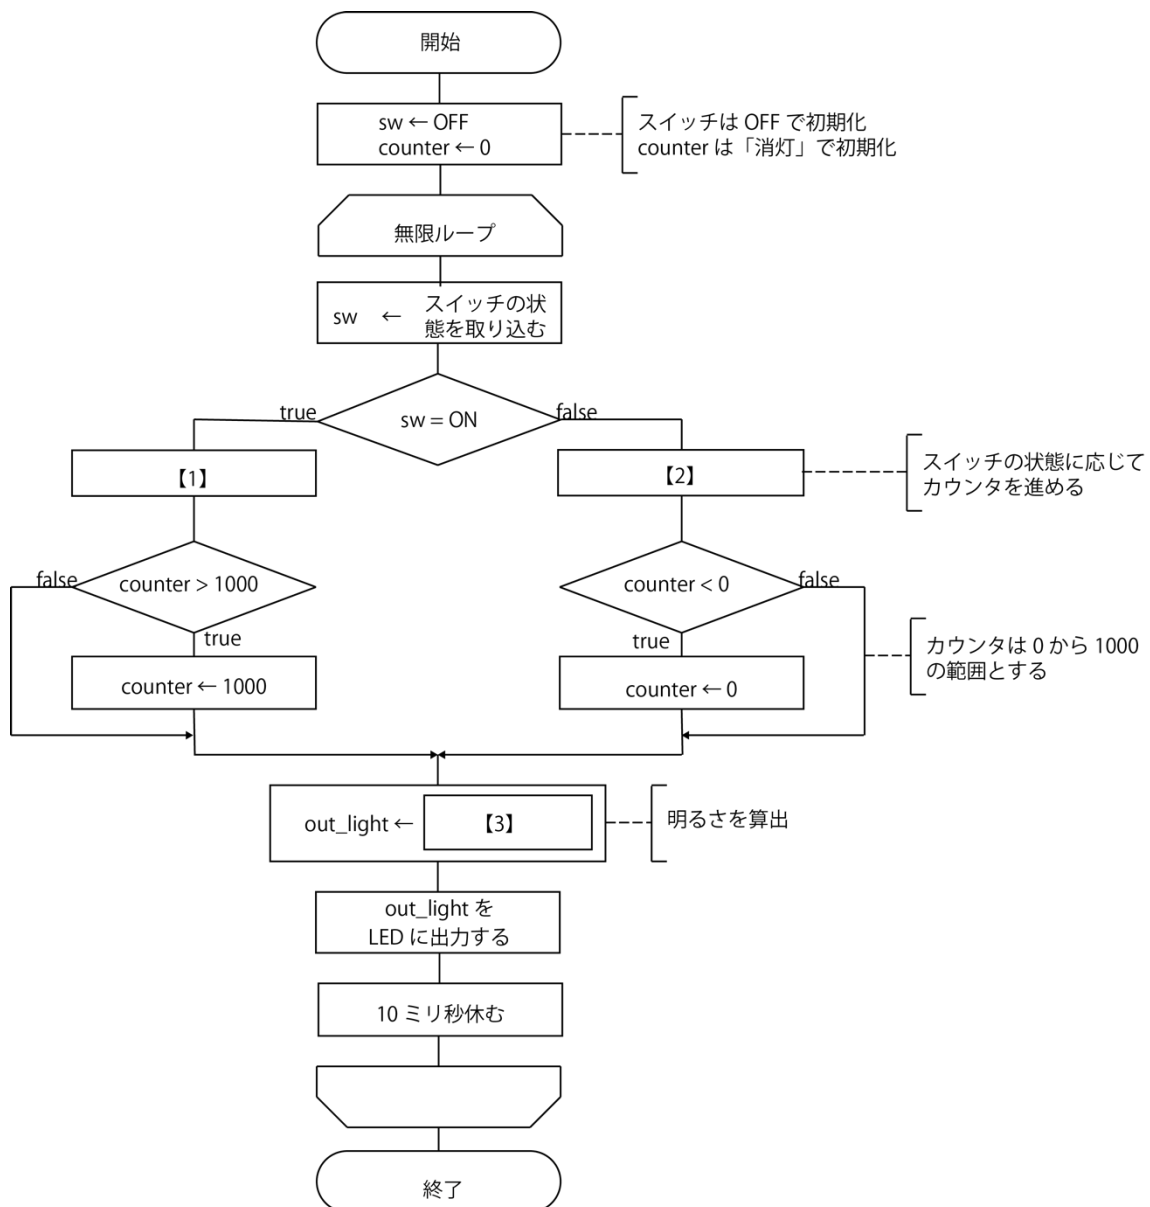 開始
sw ← OFF
counter ← 0
スイッチは OFF で初期化
counter は「消灯」で初期化
無限ループ
sw ← スイッチの状
態を取り込む
sw = ON
true
false
【1】
【2】
スイッチの状態に応じて
カウンタを進める
counter > 1000
false
true
counter < 0
false
true
counter ← 1000
counter ← 0
カウンタは 0 から 1000
の範囲とする
out_light ← 【3】
明るさを算出
out_light を
LED に出力する
10 ミリ秒休む
終了